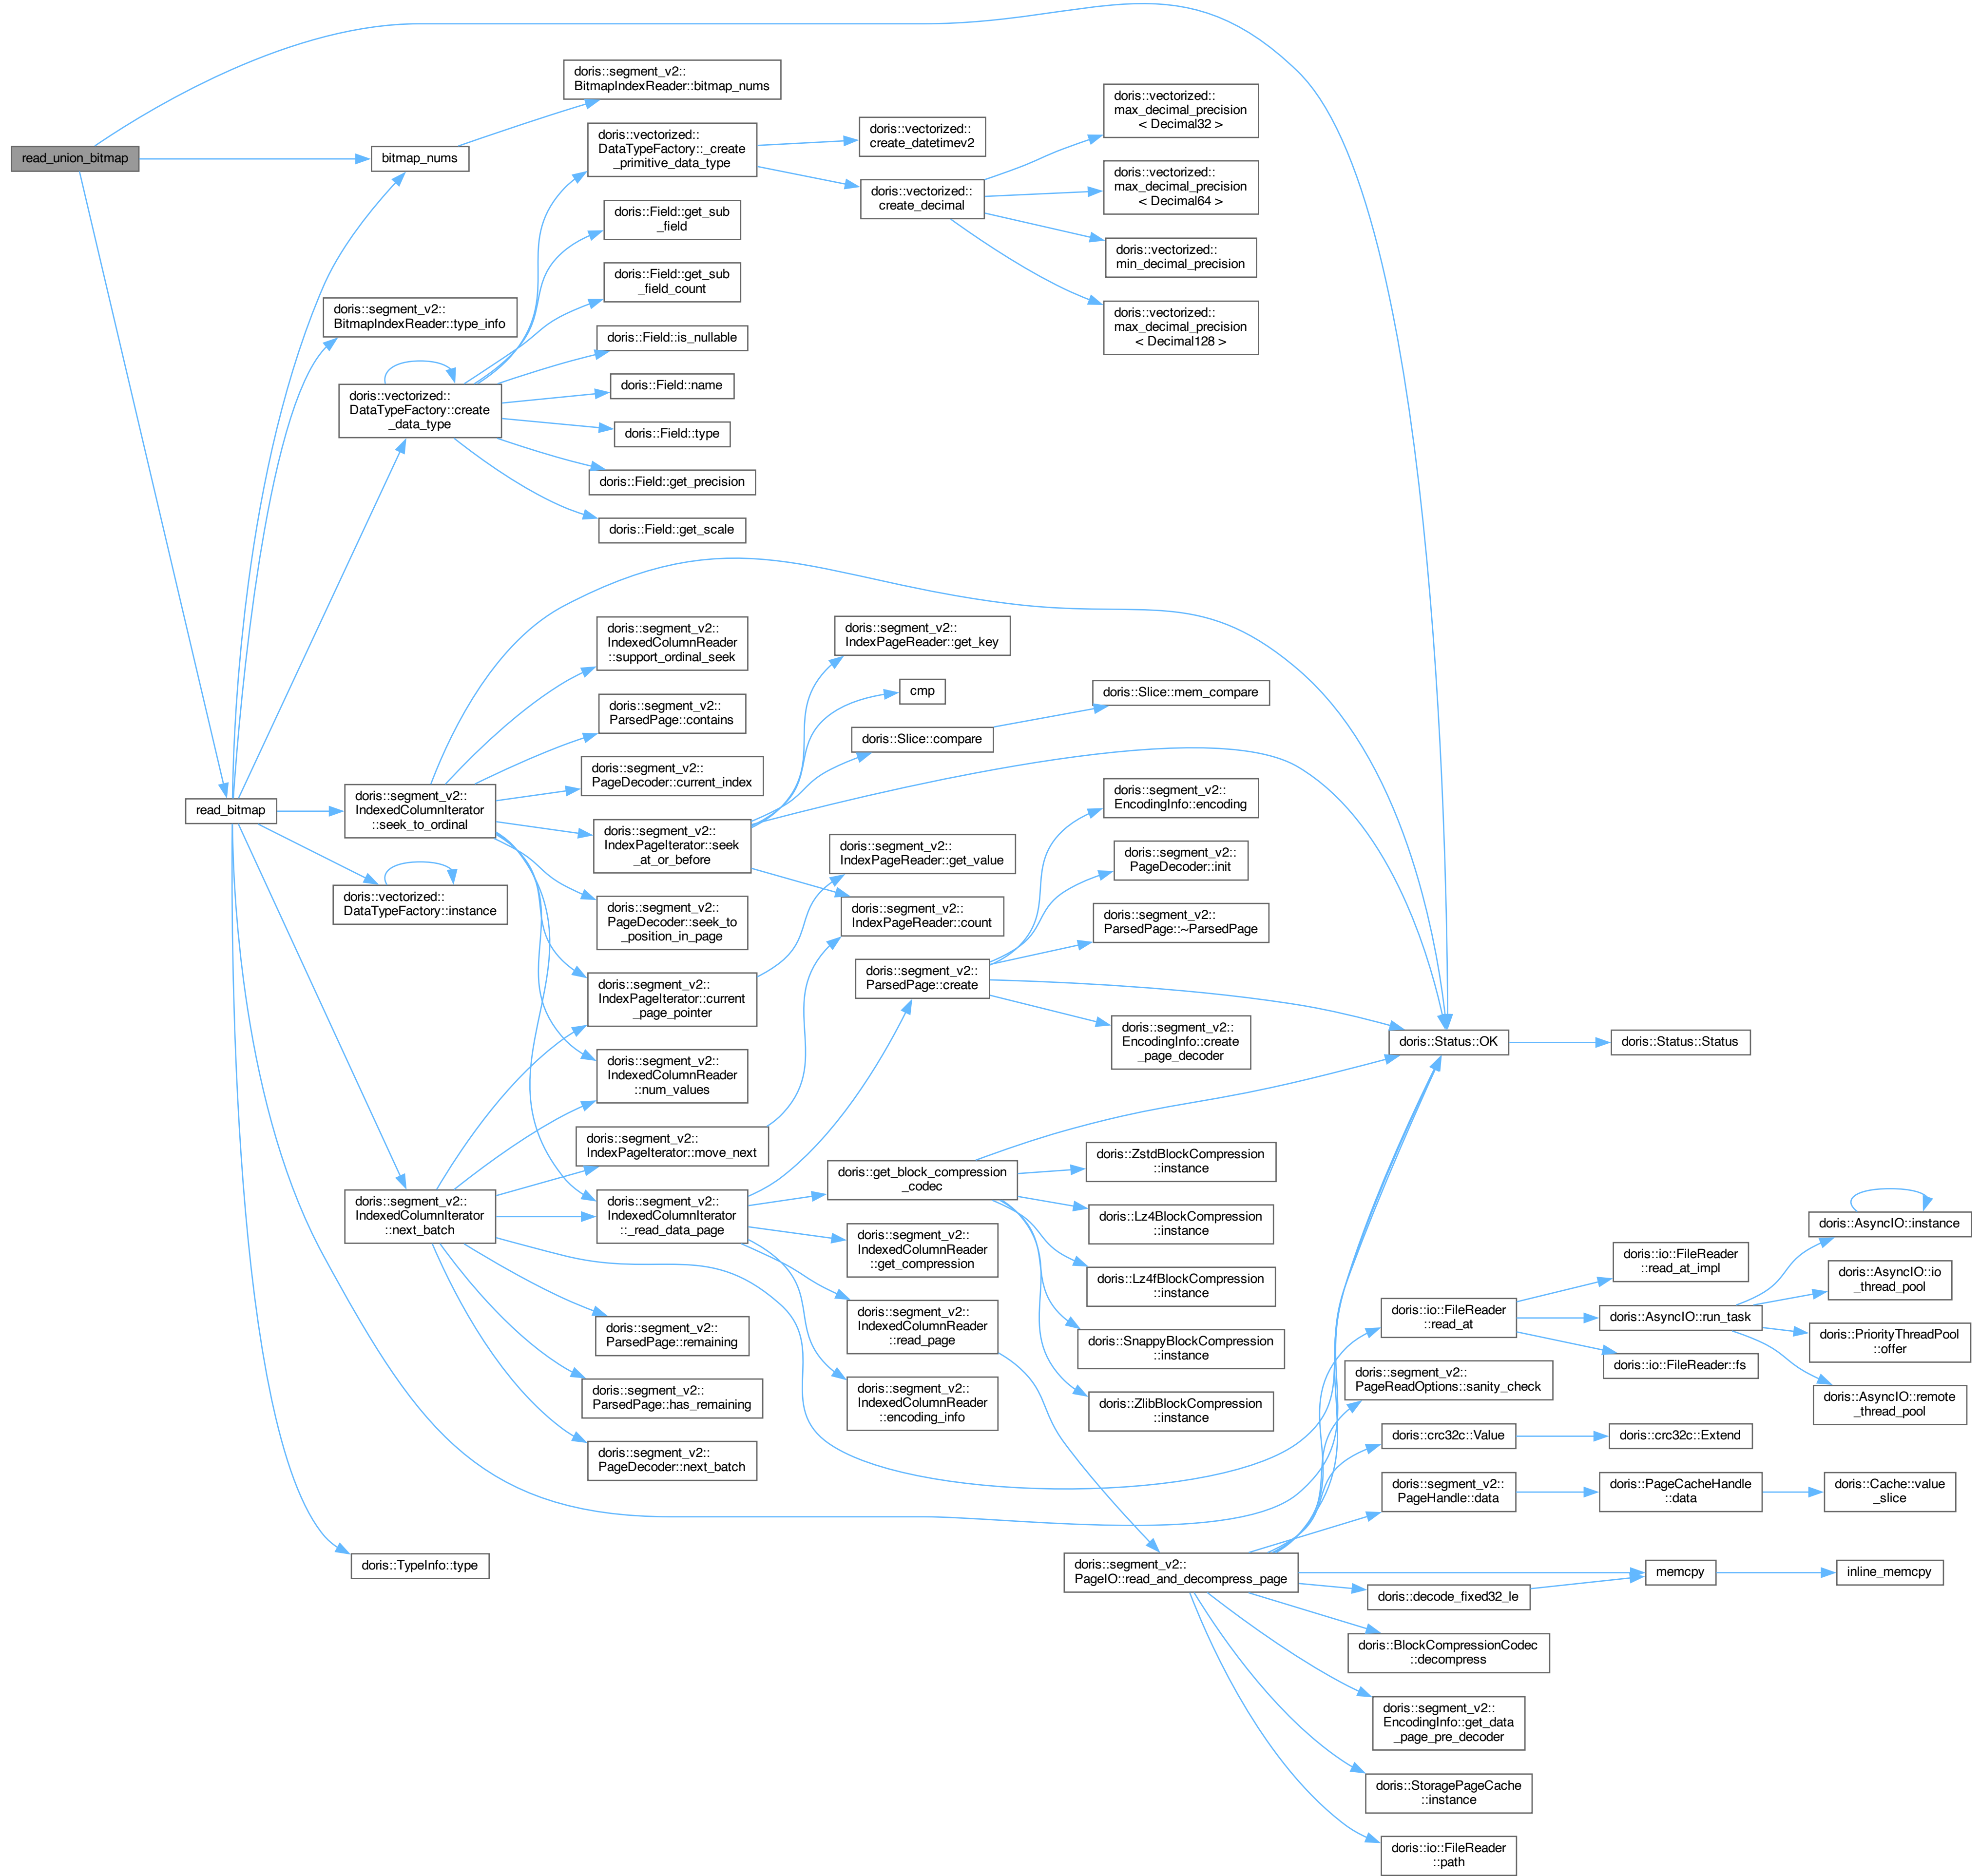 read_union_bitmap
bitmap_nums
doris::segment_v2::
BitmapIndexReader::bitmap_nums
read_bitmap
doris::segment_v2::
BitmapIndexReader::type_info
doris::vectorized::
DataTypeFactory::create
_data_type
doris::vectorized::
DataTypeFactory::_create
_primitive_data_type
doris::vectorized::
create_datetimev2
doris::vectorized::
create_decimal
doris::vectorized::
max_decimal_precision
< Decimal32 >
doris::vectorized::
max_decimal_precision
< Decimal64 >
doris::vectorized::
min_decimal_precision
doris::vectorized::
max_decimal_precision
< Decimal128 >
doris::Field::get_sub
_field
doris::Field::get_sub
_field_count
doris::Field::is_nullable
doris::Field::name
doris::Field::type
doris::Field::get_precision
doris::Field::get_scale
doris::segment_v2::
IndexedColumnIterator
::seek_to_ordinal
doris::vectorized::
DataTypeFactory::instance
doris::segment_v2::
IndexedColumnReader
::support_ordinal_seek
doris::segment_v2::
ParsedPage::contains
doris::segment_v2::
PageDecoder::current_index
doris::segment_v2::
IndexPageIterator::seek
_at_or_before
doris::segment_v2::
PageDecoder::seek_to
_position_in_page
doris::segment_v2::
IndexPageIterator::current
_page_pointer
doris::segment_v2::
IndexedColumnReader
::num_values
doris::segment_v2::
IndexPageReader::get_key
cmp
doris::Slice::compare
doris::Slice::mem_compare
doris::segment_v2::
IndexPageReader::get_value
doris::segment_v2::
IndexPageReader::count
doris::segment_v2::
ParsedPage::create
doris::segment_v2::
EncodingInfo::encoding
doris::segment_v2::
PageDecoder::init
doris::segment_v2::
ParsedPage::~ParsedPage
doris::segment_v2::
EncodingInfo::create
_page_decoder
doris::Status::OK
doris::Status::Status
doris::segment_v2::
IndexedColumnIterator
::next_batch
doris::segment_v2::
IndexPageIterator::move_next
doris::segment_v2::
IndexedColumnIterator
::_read_data_page
doris::segment_v2::
ParsedPage::remaining
doris::segment_v2::
ParsedPage::has_remaining
doris::segment_v2::
PageDecoder::next_batch
doris::get_block_compression
_codec
doris::segment_v2::
IndexedColumnReader
::get_compression
doris::segment_v2::
IndexedColumnReader
::read_page
doris::segment_v2::
IndexedColumnReader
::encoding_info
doris::ZstdBlockCompression
::instance
doris::Lz4BlockCompression
::instance
doris::Lz4fBlockCompression
::instance
doris::SnappyBlockCompression
::instance
doris::ZlibBlockCompression
::instance
doris::TypeInfo::type
doris::segment_v2::
PageIO::read_and_decompress_page
doris::io::FileReader
::read_at
doris::segment_v2::
PageReadOptions::sanity_check
doris::crc32c::Value
doris::segment_v2::
PageHandle::data
doris::decode_fixed32_le
doris::BlockCompressionCodec
::decompress
doris::segment_v2::
EncodingInfo::get_data
_page_pre_decoder
doris::StoragePageCache
::instance
doris::io::FileReader
::path
doris::io::FileReader
::read_at_impl
doris::AsyncIO::run_task
doris::io::FileReader::fs
doris::crc32c::Extend
doris::PageCacheHandle
::data
memcpy
doris::AsyncIO::instance
doris::AsyncIO::io
_thread_pool
doris::PriorityThreadPool
::offer
doris::AsyncIO::remote
_thread_pool
doris::Cache::value
_slice
inline_memcpy